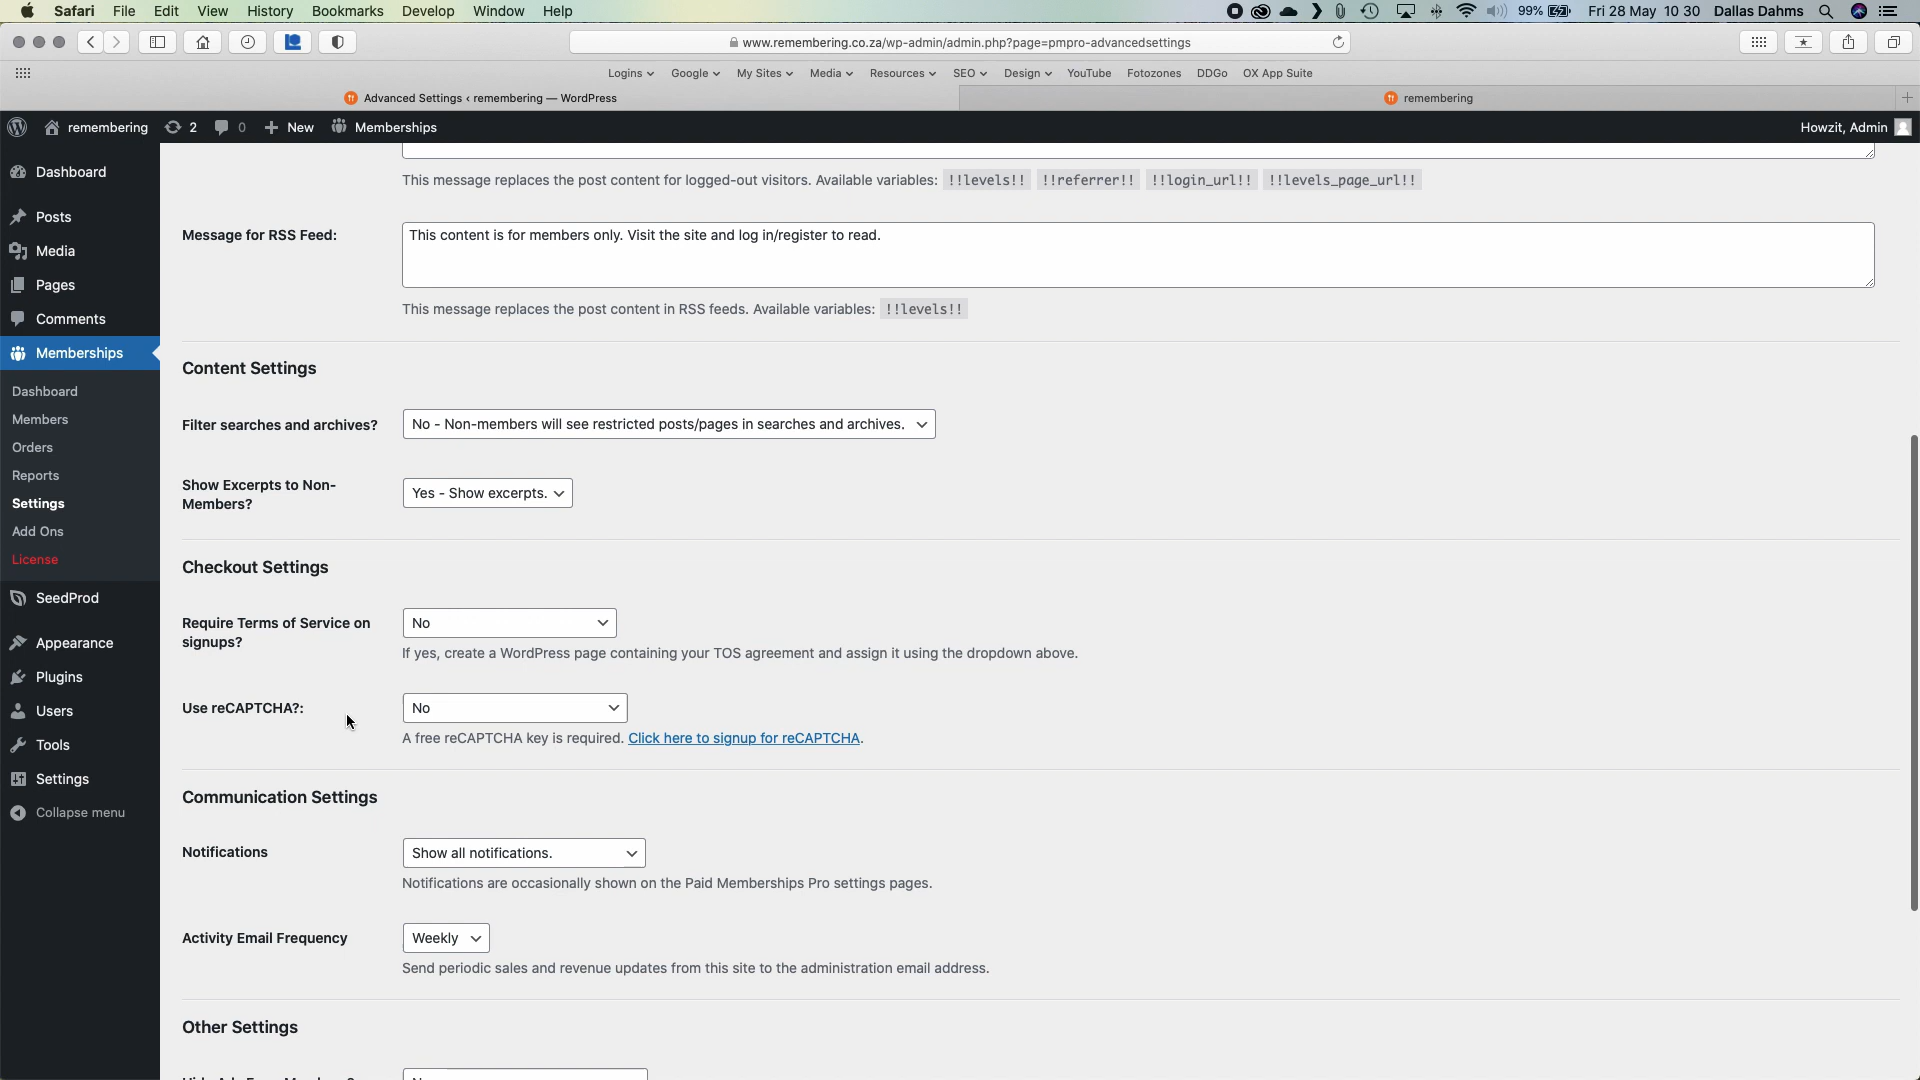 Safari File Edit View History Bookmarks Develop Window Help
99% Fri 28 May 10 30 Dallas Dahms
www.remembering.co.za/wp-admin/admin.php?page=pmpro-advancedsettings
Logins Google My Sites Media Resources SEO Design YouTube Fotozones DDGo OX App Suite
Advanced Settings ‹ remembering — WordPress
remembering
remembering 2 0 New Memberships
Howzit, Admin
Dashboard
Posts
Media
Pages
Comments
Memberships
Dashboard
Members
Orders
Reports
Settings
Add Ons
License
SeedProd
Appearance
Plugins
Users
Tools
Settings
Collapse menu
This message replaces the post content for logged-out visitors. Available variables: !!levels!! !!referrer!! !!login_url!! !!levels_page_url!!
Message for RSS Feed:
This content is for members only. Visit the site and log in/register to read.
This message replaces the post content in RSS feeds. Available variables: !!levels!!
Content Settings
Filter searches and archives?
No - Non-members will see restricted posts/pages in searches and archives.
Show Excerpts to Non-
Members?
Yes - Show excerpts.
Checkout Settings
Require Terms of Service on
signups?
No
If yes, create a WordPress page containing your TOS agreement and assign it using the dropdown above.
Use reCAPTCHA?:
No
A free reCAPTCHA key is required. Click here to signup for reCAPTCHA.
Communication Settings
Notifications
Show all notifications.
Notifications are occasionally shown on the Paid Memberships Pro settings pages.
Activity Email Frequency
Weekly
Send periodic sales and revenue updates from this site to the administration email address.
Other Settings